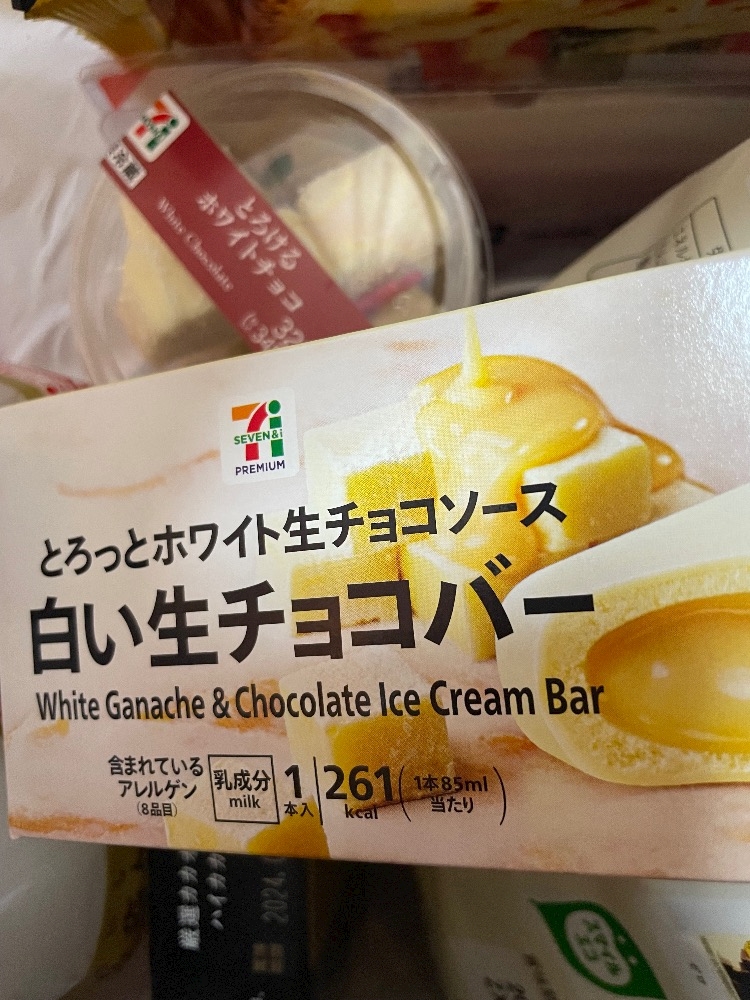 冷蔵
とろける
ホワイトチョコ
White Chocolate
SEVEN&i
PREMIUM
とろっとホワイト生チョコソース
白い生チョコバー
White Ganache & Chocolate Ice Cream Bar
含まれている
アレルゲン
(8品目)
乳成分
milk
1
本入
261
kcal
(1本85ml
当たり)
2024.